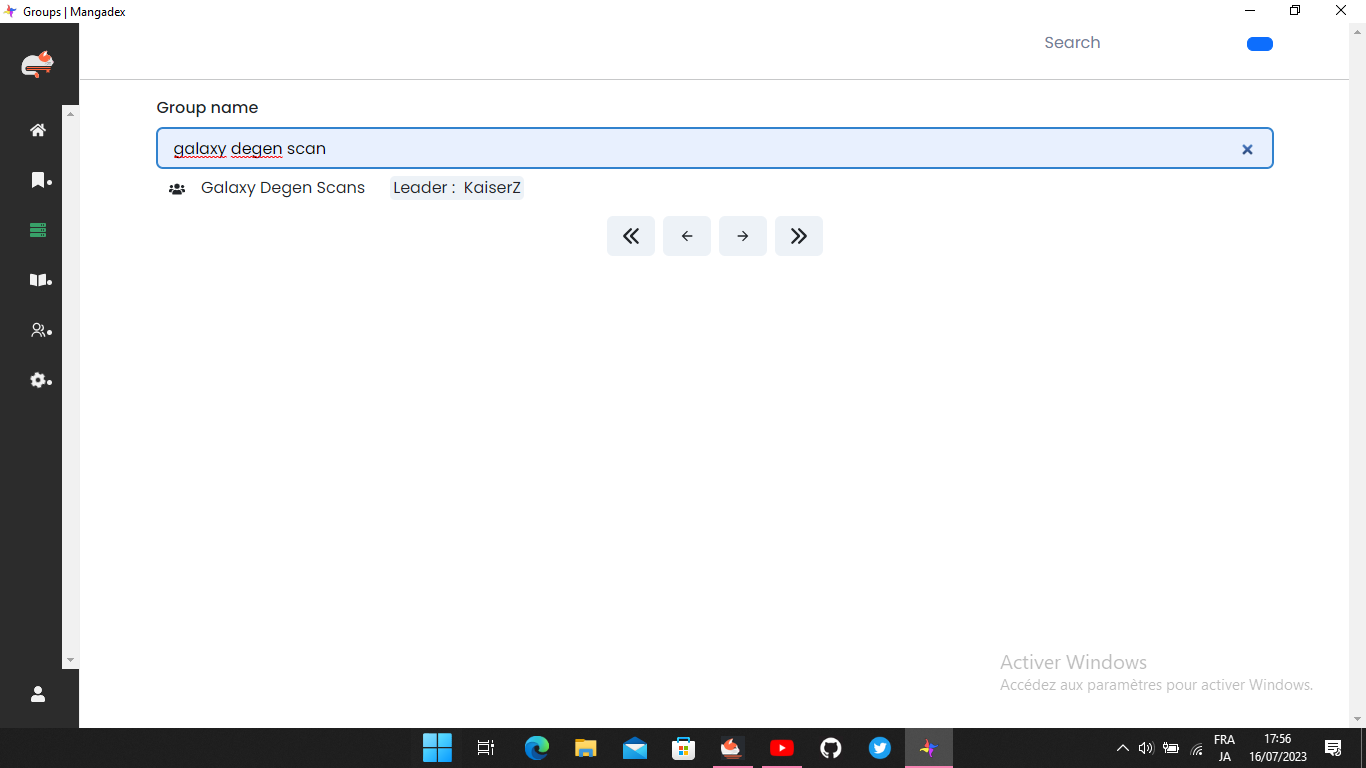 Groups | Mangadex
Search
Group name
galaxy degen scan
Galaxy Degen Scans Leader : KaiserZ
Activer Windows
Accédez aux paramètres pour activer Windows.
FRA 17:56
JA 16/07/2023